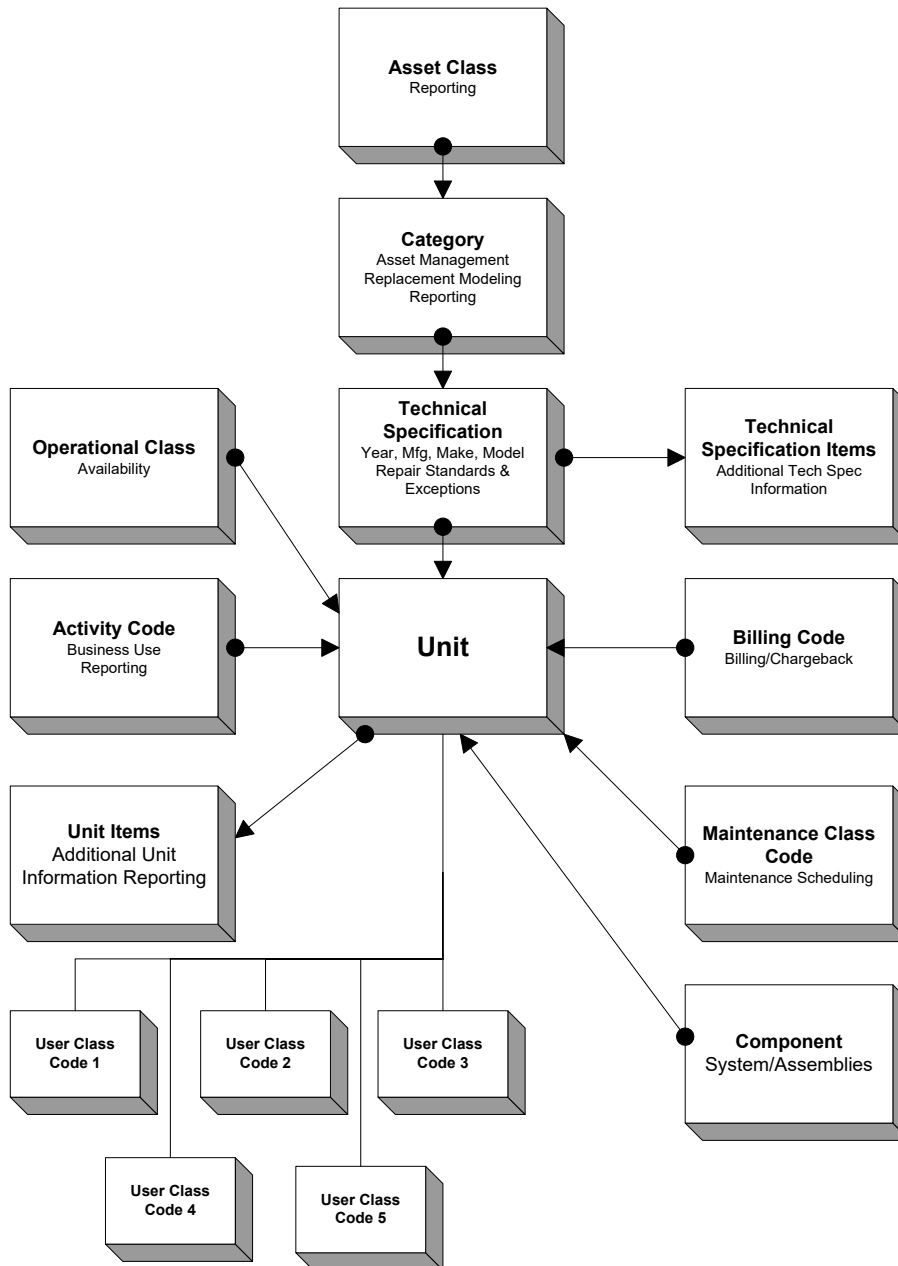 Asset Class
Reporting
Category
Asset Management
Replacement Modeling
Reporting
Operational Class
Availability
Technical
Specification
Year, Mfg, Make, Model
Repair Standards &
Exceptions
Technical
Specification Items
Additional Tech Spec
Information
Activity Code
Business Use
Reporting
Unit
Billing Code
Billing/Chargeback
Unit Items
Additional Unit
Information Reporting
Maintenance Class
Code
Maintenance Scheduling
User Class
Code 1
User Class
Code 2
User Class
Code 3
Component
System/Assemblies
User Class
Code 4
User Class
Code 5